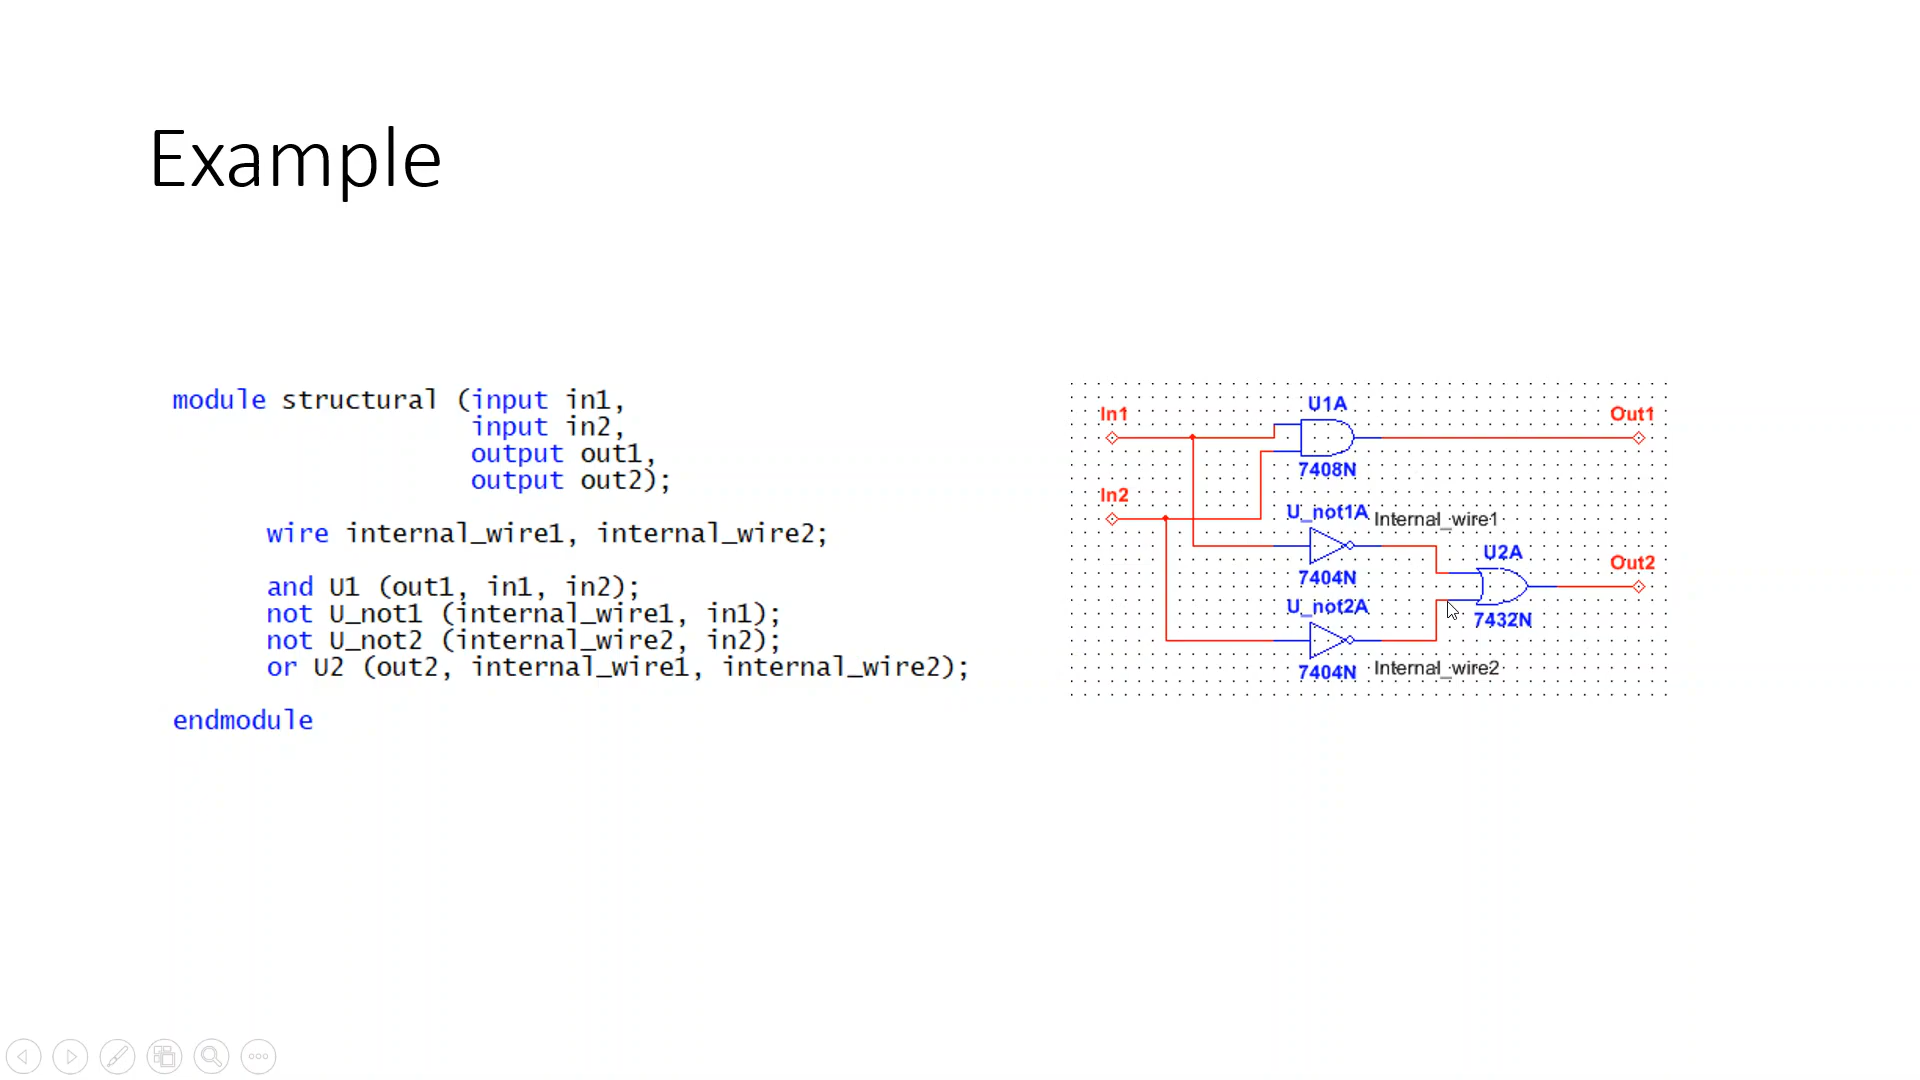 Example
module structural (input in1,
input in2,
output out1,
output out2);
wire internal_wire1, internal_wire2;
and U1 (out1, in1, in2);
not U_not1 (internal_wire1, in1);
not U_not2 (internal_wire2, in2);
or U2 (out2, internal_wire1, internal_wire2);
endmodule
U1A
In1
Out1
7408N
In2
U_not1A
Internal_wire1
U2A
Out2
7404N
U_not2A
7432N
7404N
Internal_wire2